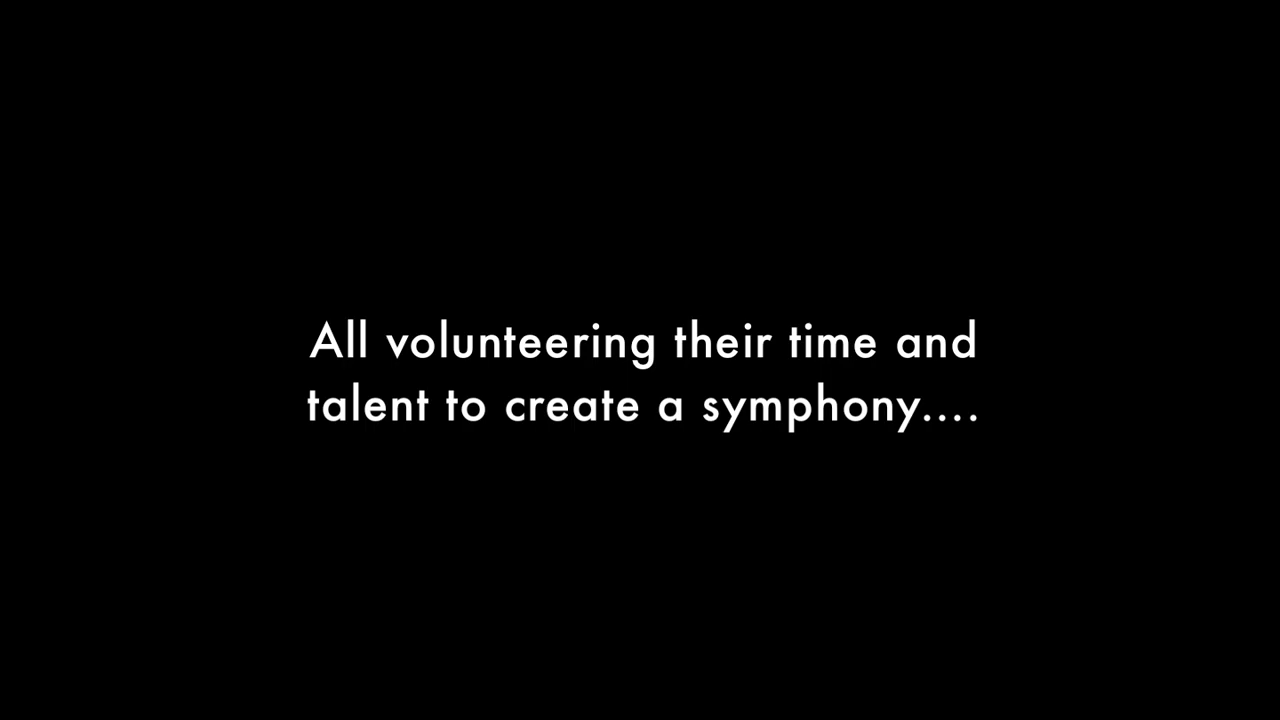 All volunteering their time and
talent to create a symphony....